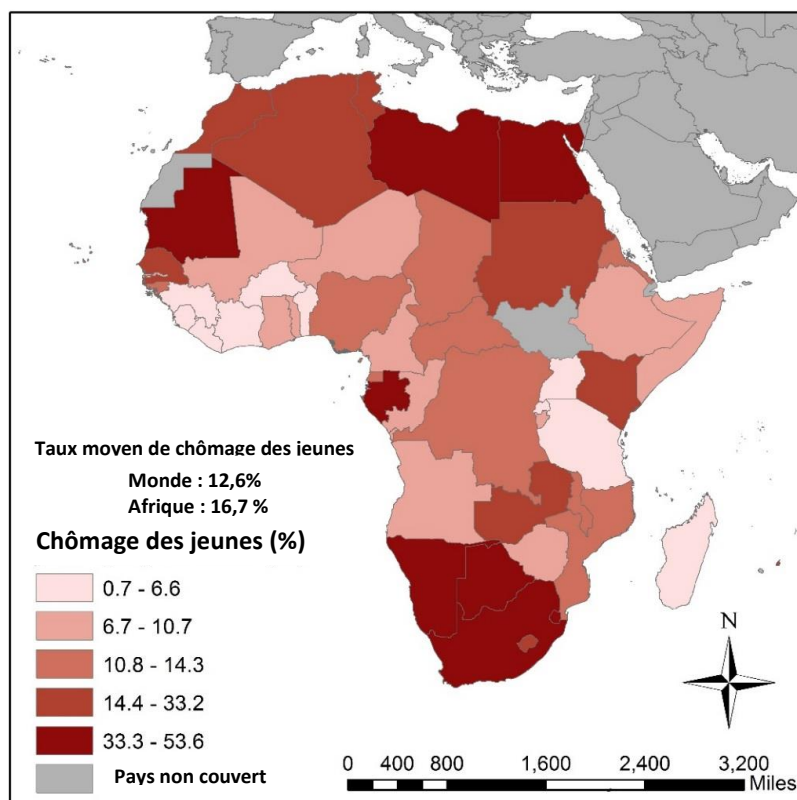 Taux moyen de chômage des jeunes
Monde : 12,6%
Afrique : 16,7 %
Chômage des jeunes (%)
0.7 - 6.6
6.7 - 10.7
10.8 - 14.3
14.4 - 33.2
33.3 - 53.6
Pays non couvert
N
0 400 800 1,600 2,400 3,200
Miles